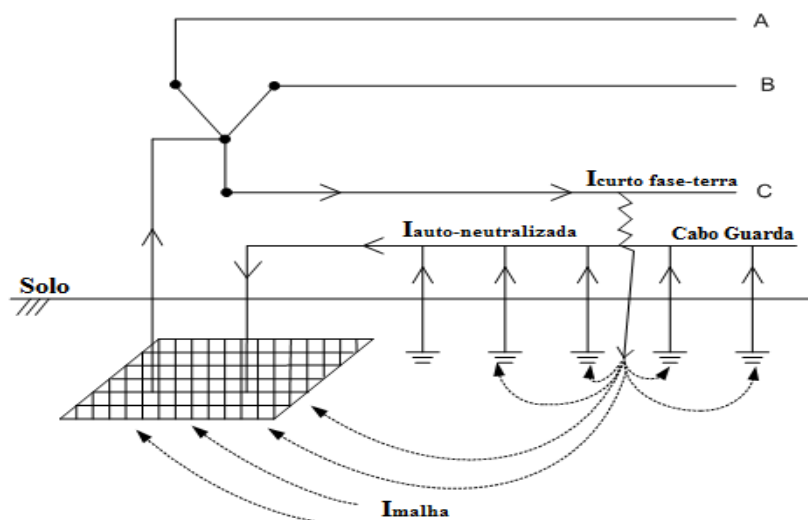 A
B
Icurto fase-terra
C
Iauto-neutralizada
Cabo Guarda
Solo
Imalha